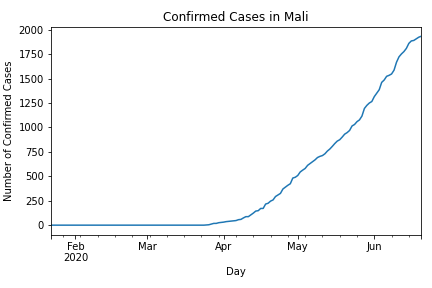 Confirmed Cases in Mali
Number of Confirmed Cases
2000
1750
1500
1250
1000
750
500
250
0
Feb
2020
Mar
Apr
May
Jun
Day